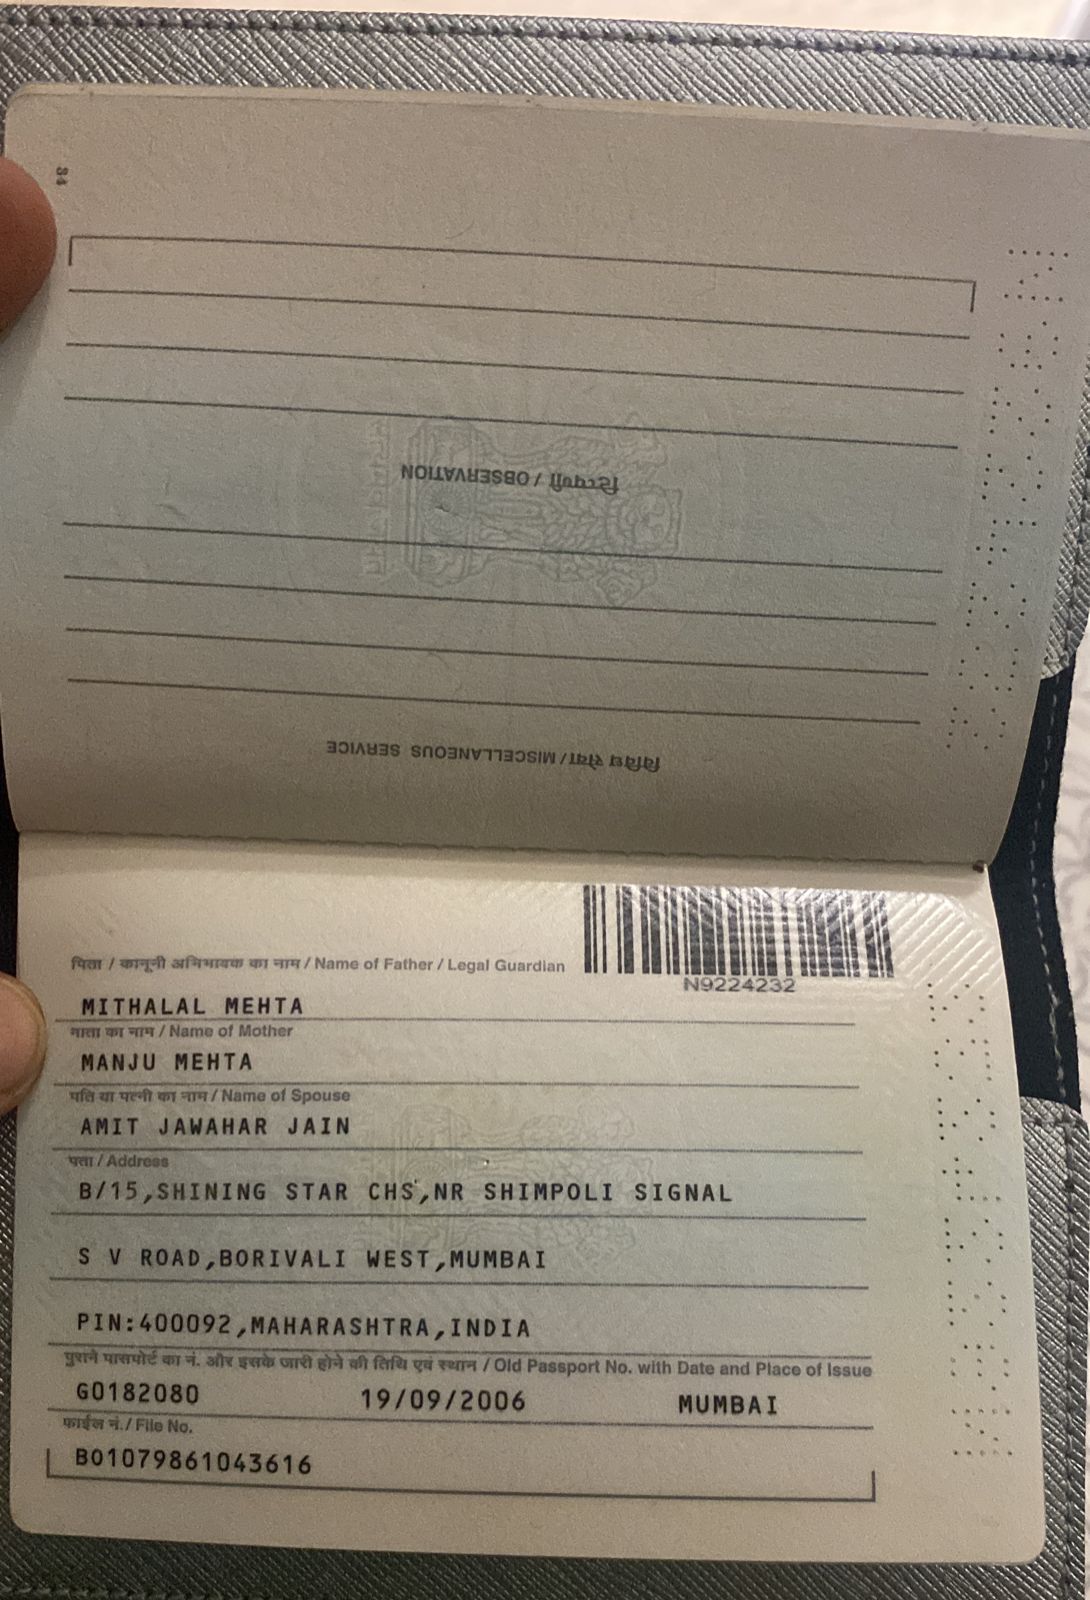 34
टिप्पणी / OBSERVATION
विविध सेवा / MISCELLANEOUS SERVICE
N9224232
पिता / कानूनी अभिभावक का नाम / Name of Father / Legal Guardian
MITHALAL MEHTA
माता का नाम / Name of Mother
MANJU MEHTA
पति या पत्नी का नाम / Name of Spouse
AMIT JAWAHAR JAIN
पता / Address
B/15,SHINING STAR CHS,NR SHIMPOLI SIGNAL
S V ROAD,BORIVALI WEST,MUMBAI
PIN:400092,MAHARASHTRA,INDIA
पुराने पासपोर्ट का नं. और इसके जारी होने की तिथि एवं स्थान / Old Passport No. with Date and Place of Issue
G0182080 19/09/2006 MUMBAI
फाईल नं. / File No.
B01079861043616